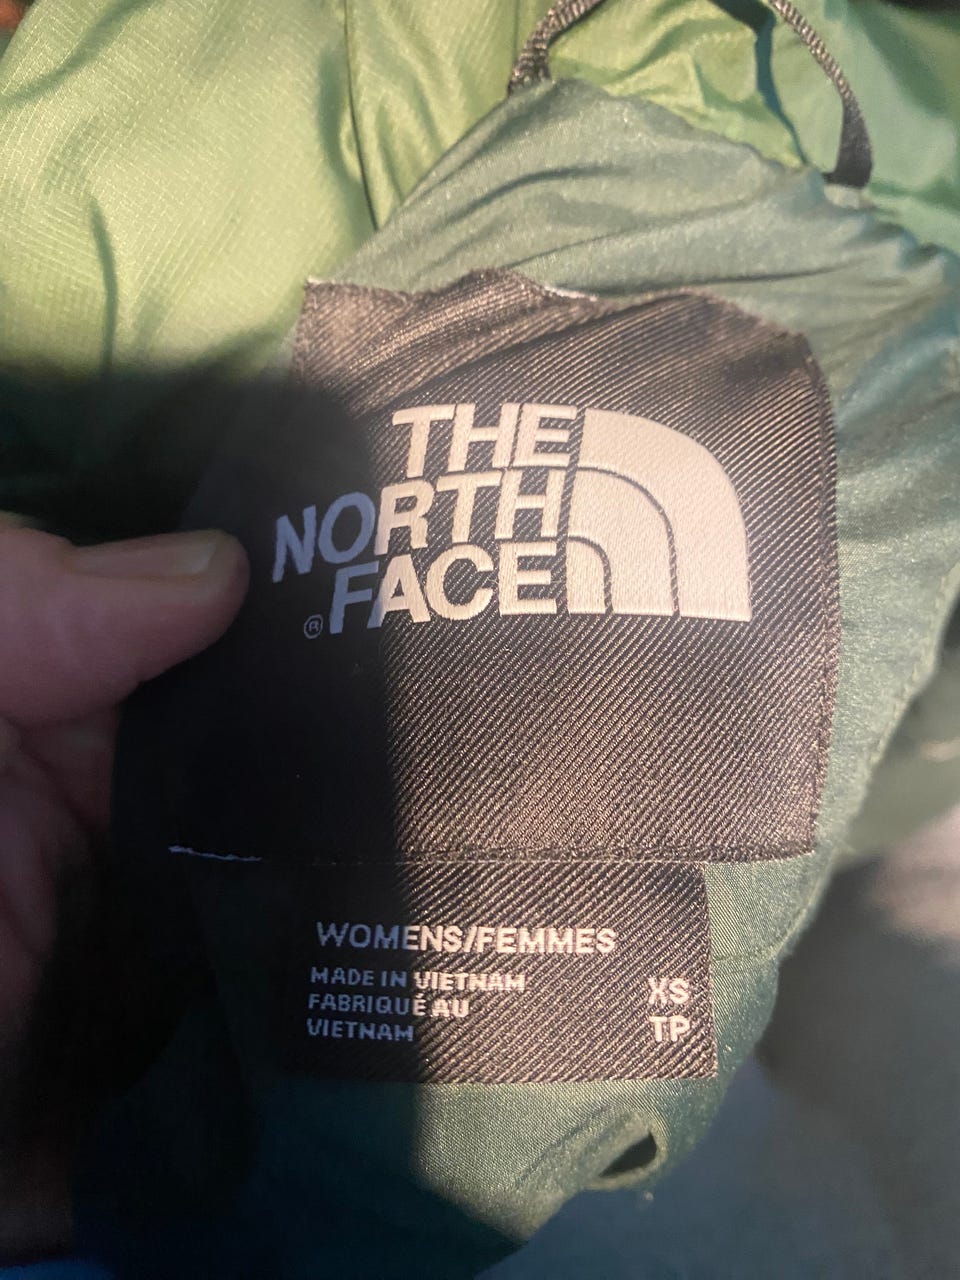 THE
NORTH
FACE
®
WOMENS/FEMMES
MADE IN VIETNAM
FABRIQUÉ AU
VIETNAM
XS
TP